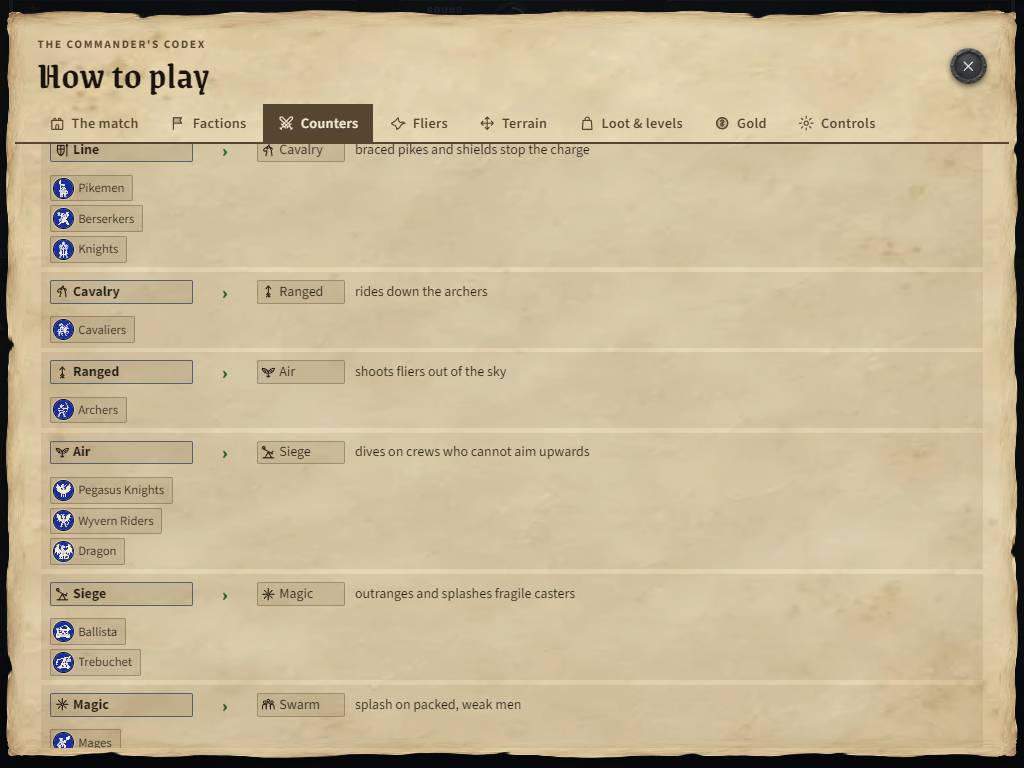 THE COMMANDER'S CODEX
How to play
The match Factions Counters Fliers Terrain Loot & levels Gold Controls
Line › Cavalry braced pikes and shields stop the charge
Pikemen
Berserkers
Knights
Cavalry › Ranged rides down the archers
Cavaliers
Ranged › Air shoots fliers out of the sky
Archers
Air › Siege dives on crews who cannot aim upwards
Pegasus Knights
Wyvern Riders
Dragon
Siege › Magic outranges and splashes fragile casters
Ballista
Trebuchet
Magic › Swarm splash on packed, weak men
Mages